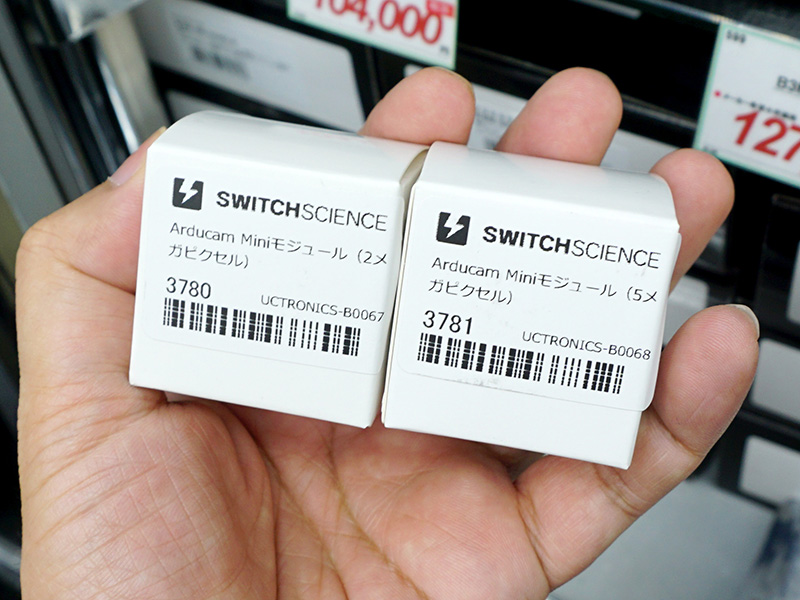 104,000
B3
127
SWITCHSCIENCE
Arducam Miniモジュール（2メ
ガピクセル）
3780
UCTRONICS-B0067
SWITCHSCIENCE
Arducam Miniモジュール（5メ
ガピクセル）
3781
UCTRONICS-B0068